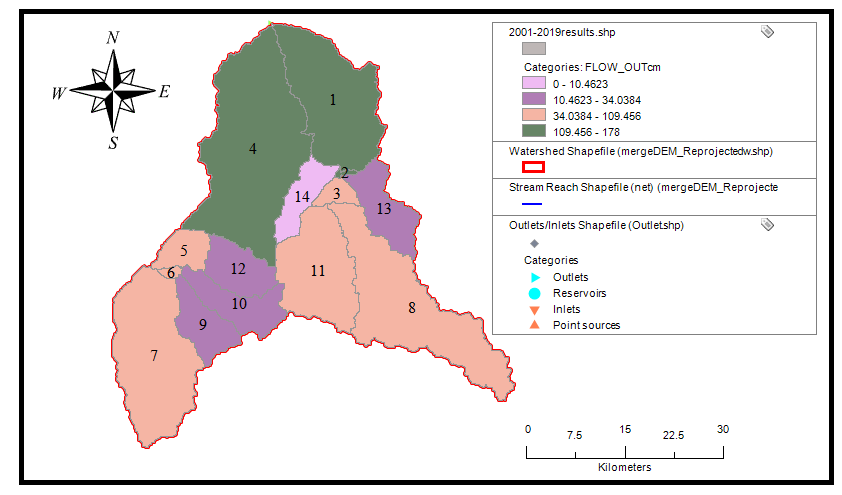 N
W
E
S
1
4
2
14
3
13
5
12
6
11
10
8
9
7
2001-2019results.shp
Categories: FLOW_OUTcm
0 - 10.4623
10.4623 - 34.0384
34.0384 - 109.456
109.456 - 178
Watershed Shapefile (mergeDEM_Reprojectedw.shp)
Stream Reach Shapefile (net) (mergeDEM_Reprojecte
Outlets/Inlets Shapefile (Outlet.shp)
Categories
Outlets
Reservoirs
Inlets
Point sources
0 7.5 15 22.5 30
Kilometers